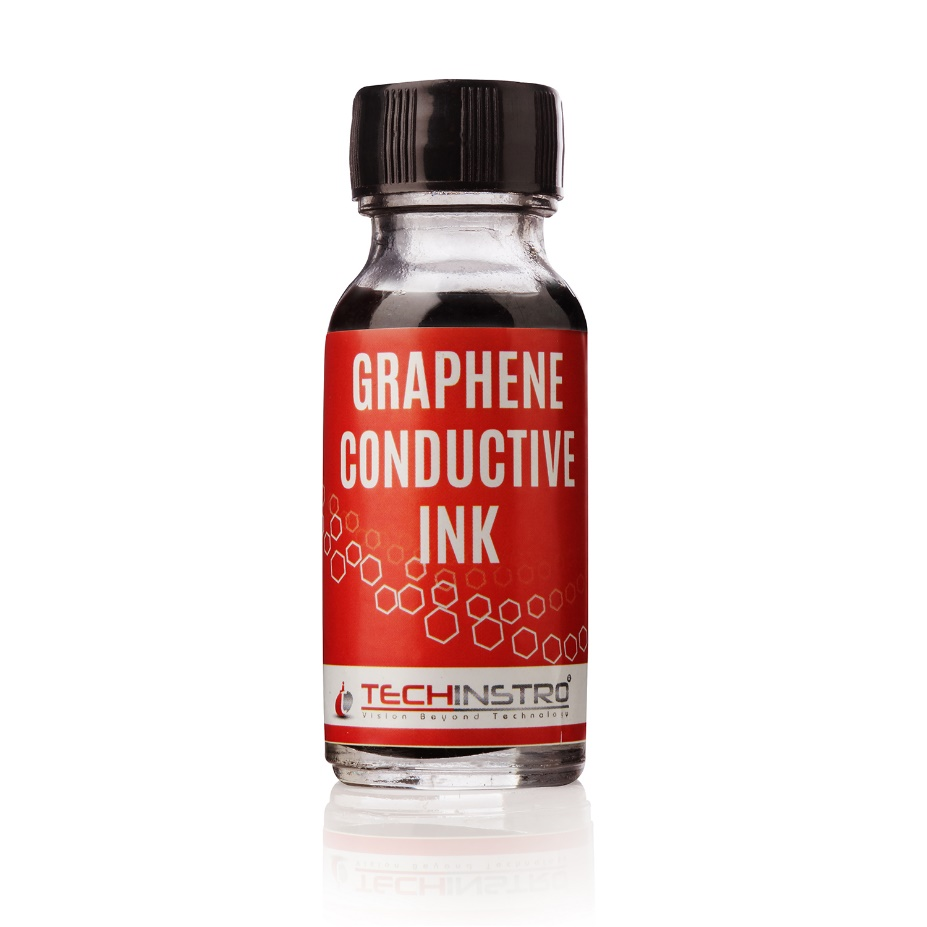 GRAPHENE
CONDUCTIVE
INK
TECHINSTRO®
Vision Beyond Technology